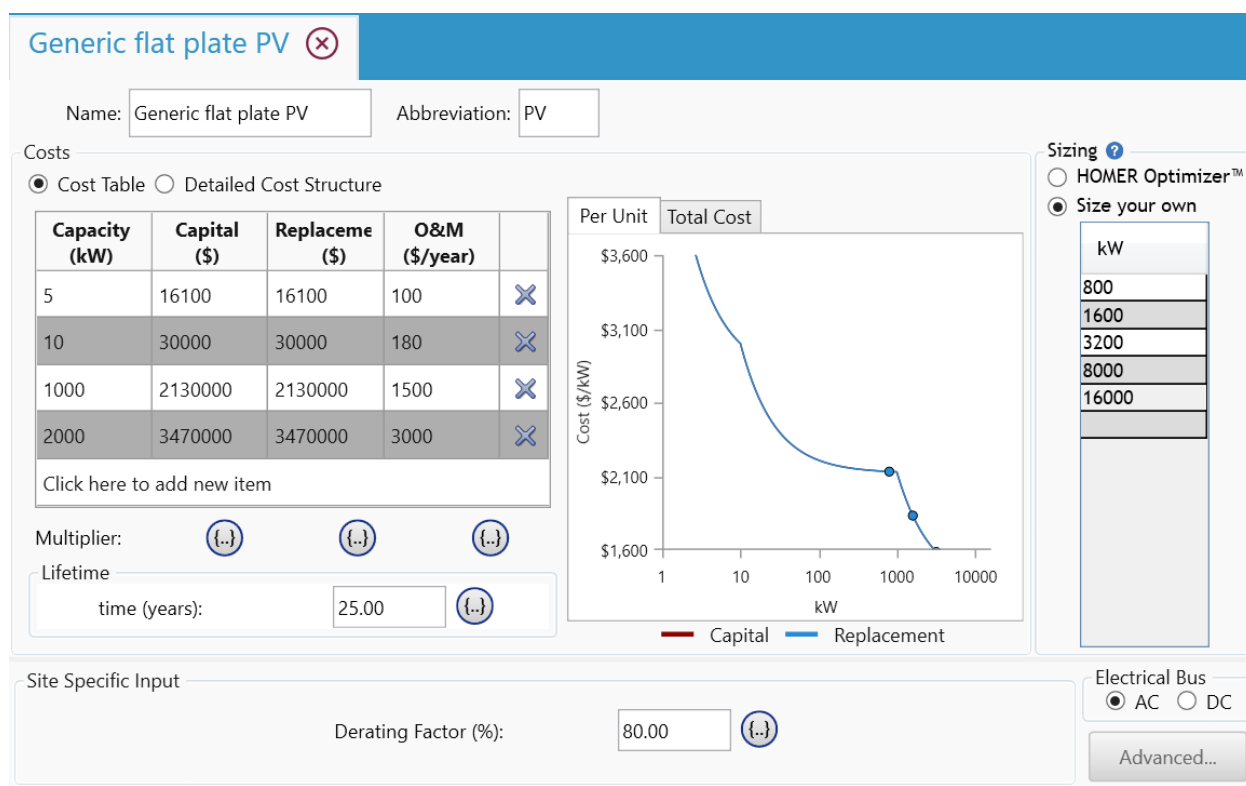 Generic flat plate PV
Name: Generic flat plate PV Abbreviation: PV
Costs
Cost Table Detailed Cost Structure
Capacity (kW) Capital ($) Replaceme ($) O&M ($/year)
5 16100 16100 100
10 30000 30000 180
1000 2130000 2130000 1500
2000 3470000 3470000 3000
Click here to add new item
Multiplier: {..} {..} {..}
Lifetime
time (years): 25.00 {..}
Per Unit Total Cost
$3,600
$3,100
$2,600
$2,100
$1,600
Cost ($/kW)
1 10 100 1000 10000
kW
Capital Replacement
Sizing ?
HOMER Optimizer™
Size your own
kW
800
1600
3200
8000
16000
Site Specific Input
Derating Factor (%): 80.00 {..}
Electrical Bus
AC DC
Advanced...